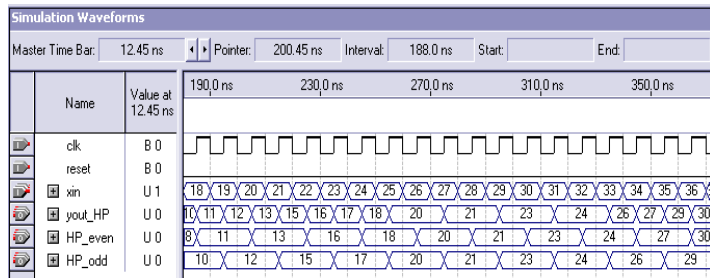 Simulation Waveforms
Master Time Bar: 12.45 ns Pointer: 200.45 ns Interval: 188.0 ns Start: End:
Name Value at 12.45 ns 190.0 ns 230.0 ns 270.0 ns 310.0 ns 350.0 ns
clk B 0
reset B 0
xin U 1 18 19 20 21 22 23 24 25 26 27 28 29 30 31 32 33 34 35 36
yout_HP U 0 10 11 12 13 15 16 17 18 20 21 23 24 26 27 29 30
HP_even U 0 8 11 13 16 18 20 21 23 24 27 30
HP_odd U 0 10 12 15 17 20 21 23 26 29